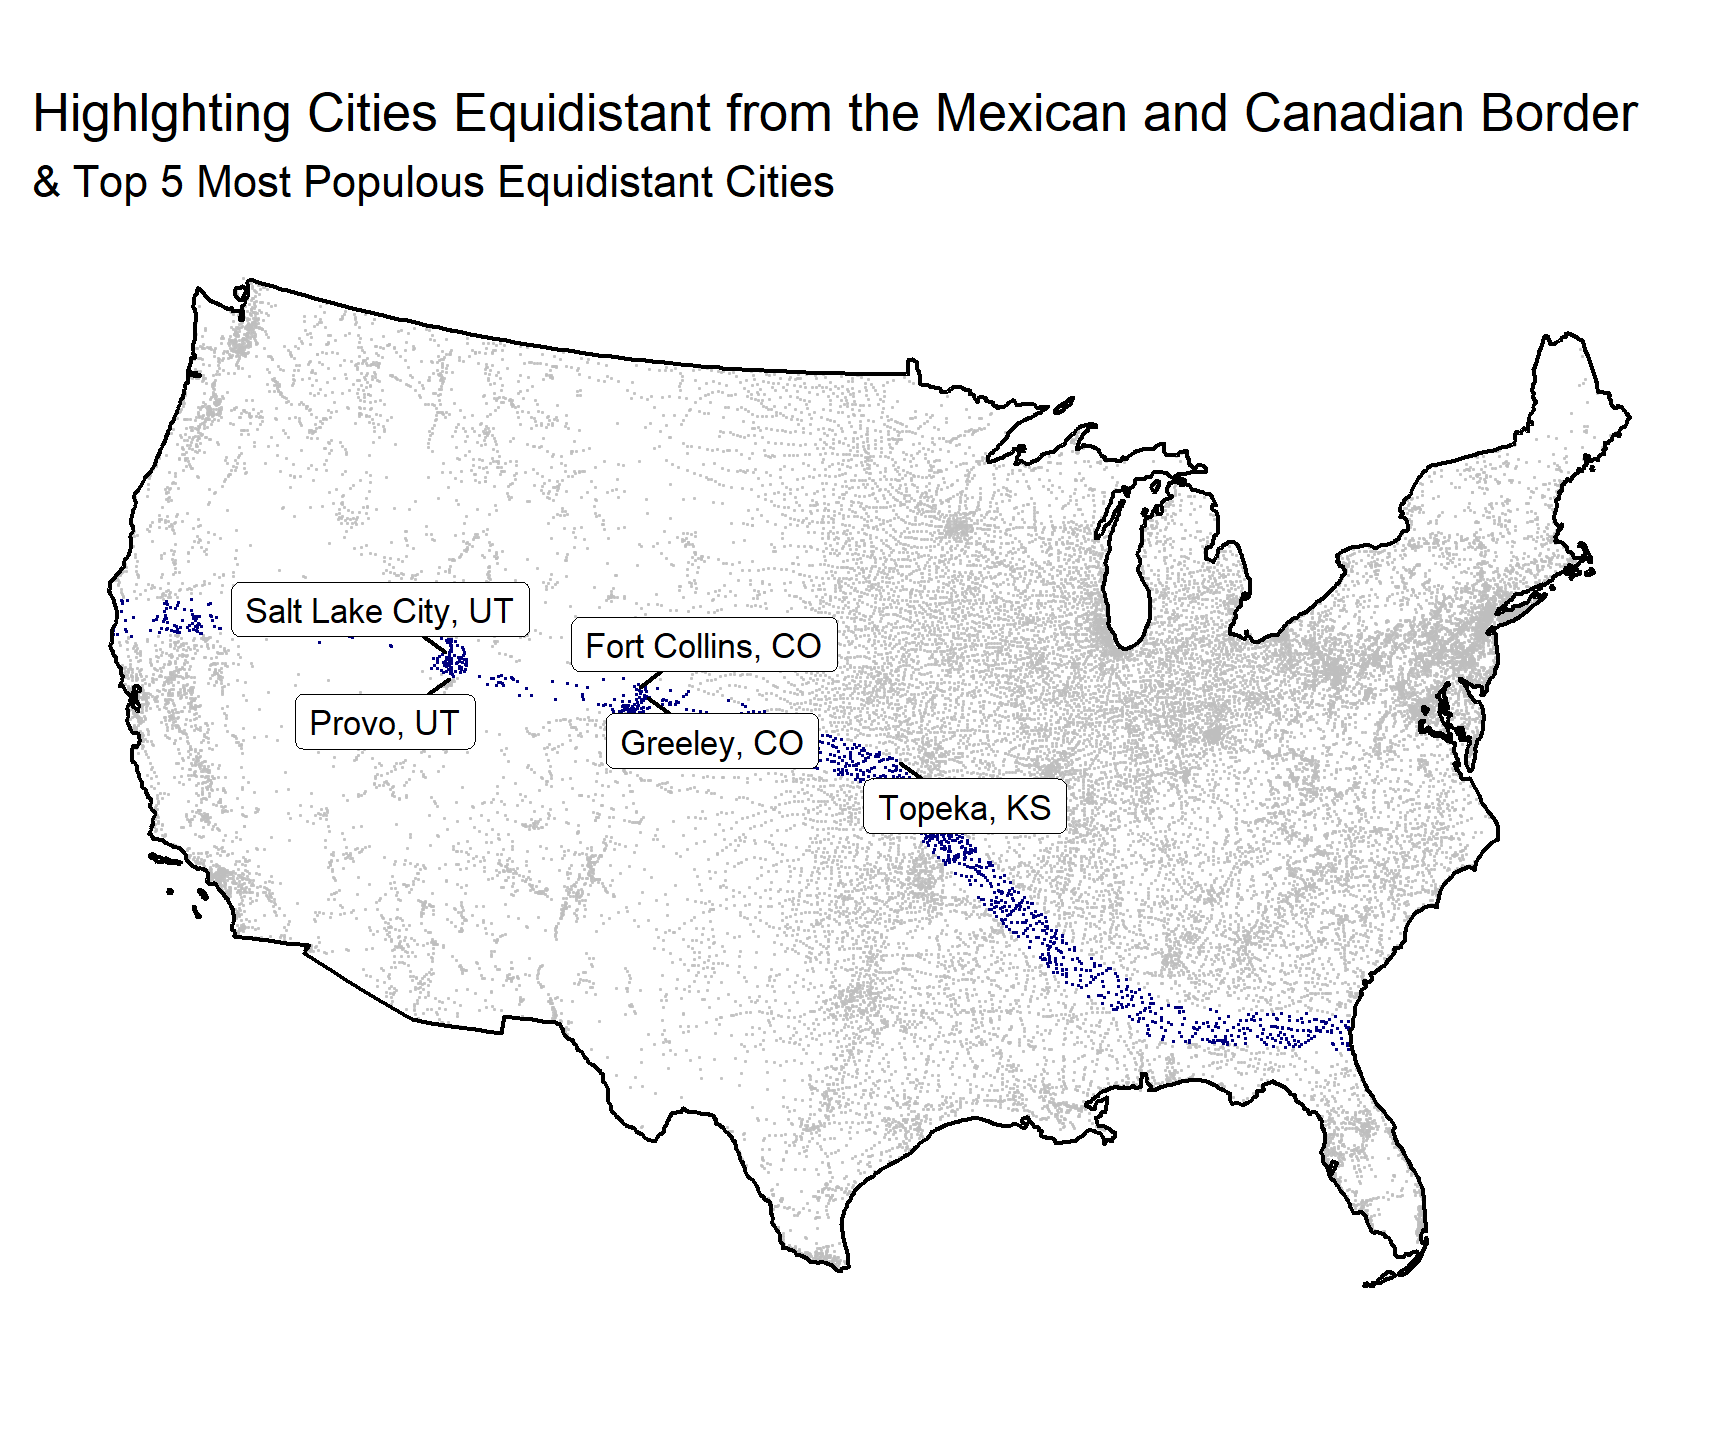 Highlghting Cities Equidistant from the Mexican and Canadian Border
& Top 5 Most Populous Equidistant Cities
Salt Lake City, UT
Fort Collins, CO
Provo, UT
Greeley, CO
Topeka, KS